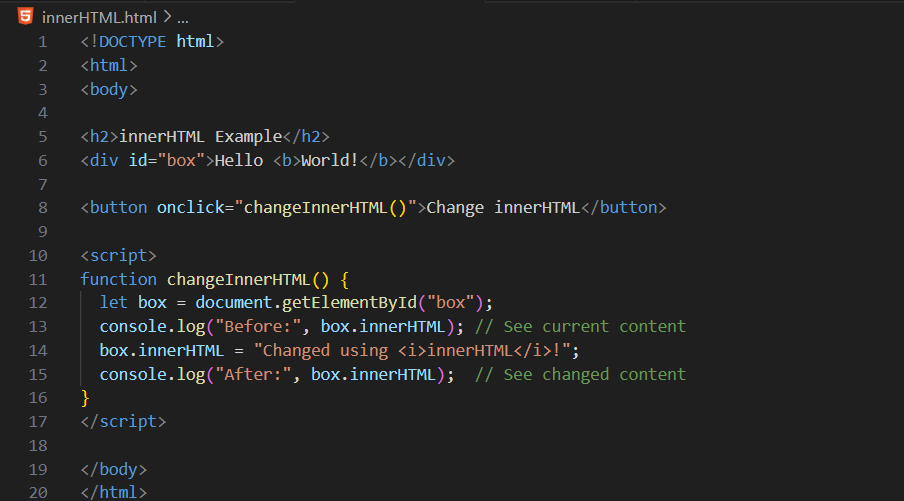 innerHTML.html > ...
1 <!DOCTYPE html>
2 <html>
3 <body>
4
5 <h2>innerHTML Example</h2>
6 <div id="box">Hello <b>World!</b></div>
7
8 <button onclick="changeInnerHTML()">Change innerHTML</button>
9
10 <script>
11 function changeInnerHTML() {
12   let box = document.getElementById("box");
13   console.log("Before:", box.innerHTML); // See current content
14   box.innerHTML = "Changed using <i>innerHTML</i>!";
15   console.log("After:", box.innerHTML);  // See changed content
16 }
17 </script>
18
19 </body>
20 </html>